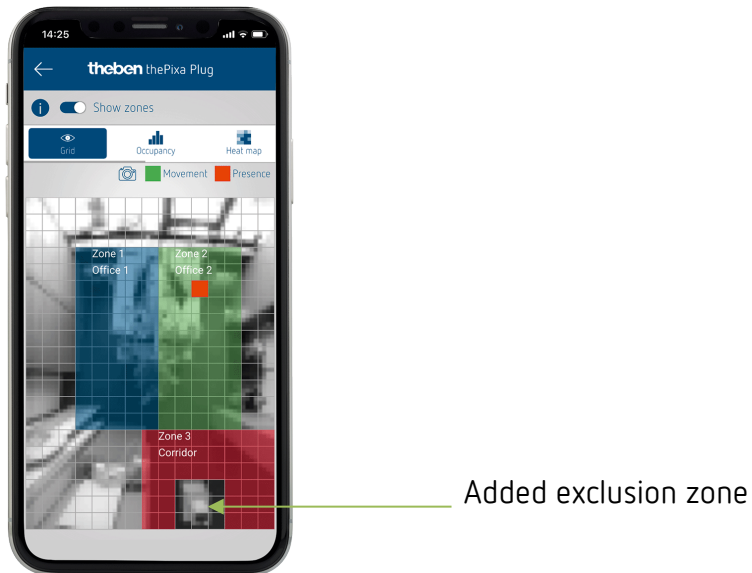 14:25
theben thePixa Plug
i Show zones
Grid Occupancy Heat map
Movement Presence
Zone 1 Zone 2
Office 1 Office 2
Zone 3
Corridor
Added exclusion zone